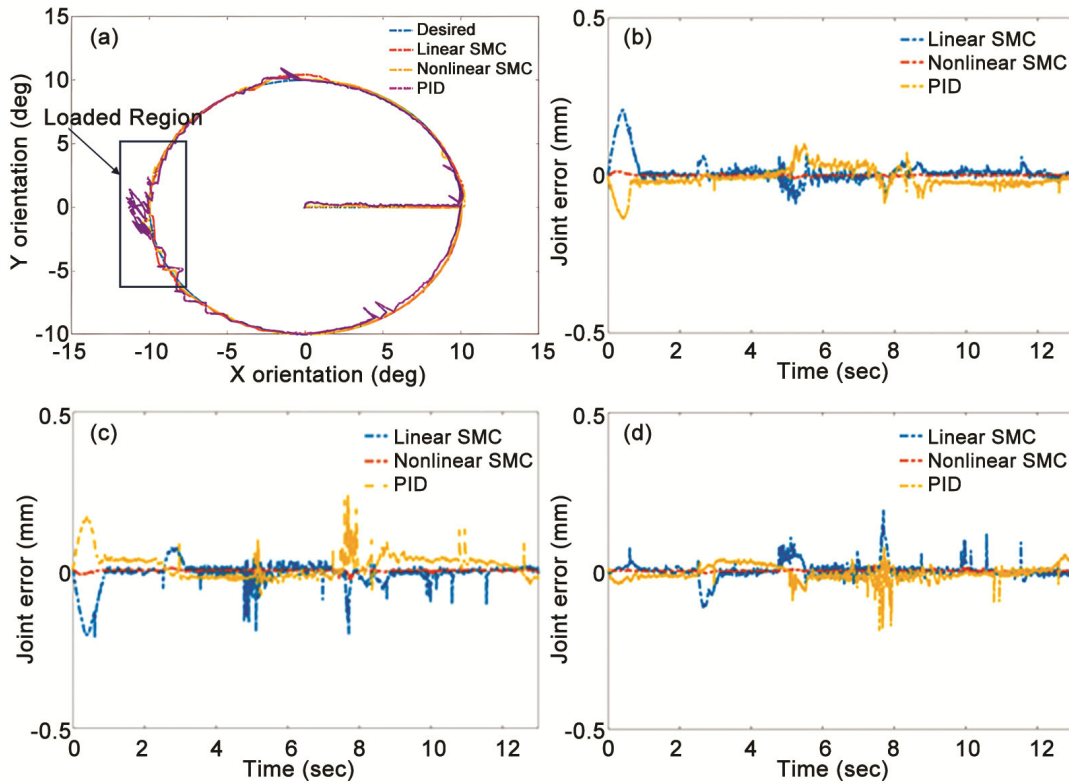 (a)
Desired
Linear SMC
Nonlinear SMC
PID
Loaded Region
Y orientation (deg)
15
10
5
0
-5
-10
-15
-10
-5
0
5
10
15
X orientation (deg)
(b)
Linear SMC
Nonlinear SMC
PID
Joint error (mm)
0.5
0
-0.5
0
2
4
6
8
10
12
Time (sec)
(c)
Linear SMC
Nonlinear SMC
PID
Joint error (mm)
0.5
0
-0.5
0
2
4
6
8
10
12
Time (sec)
(d)
Linear SMC
Nonlinear SMC
PID
Joint error (mm)
0.5
0
-0.5
0
2
4
6
8
10
12
Time (sec)